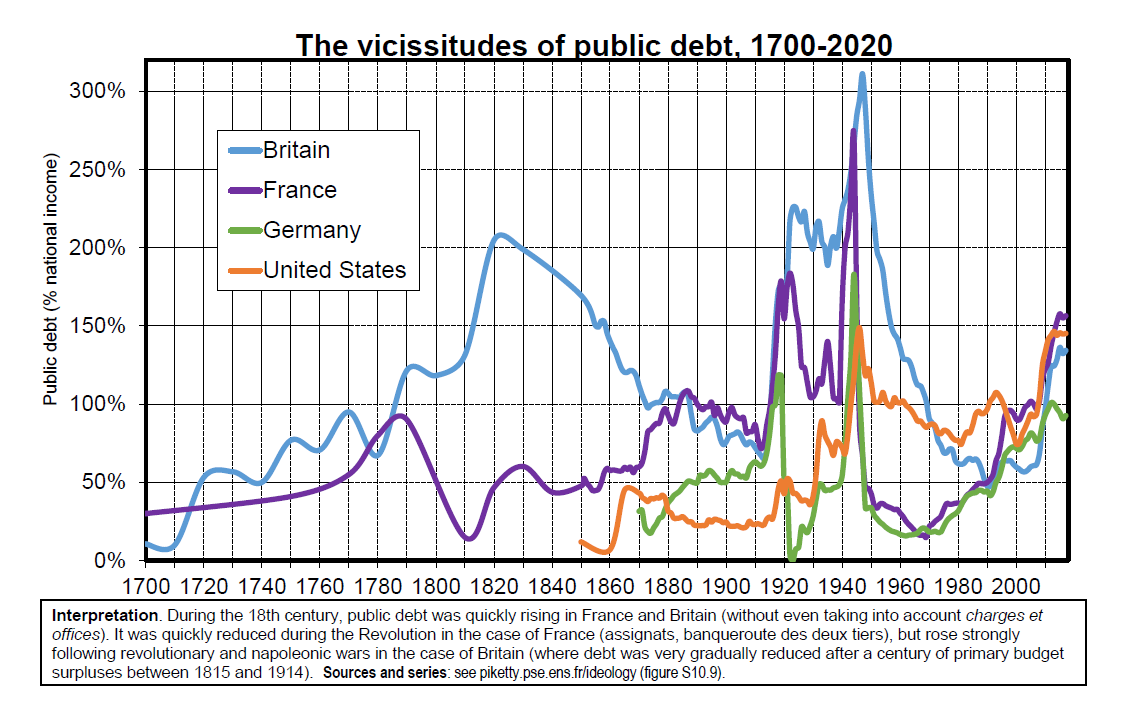 The vicissitudes of public debt, 1700-2020
300%
250%
200%
150%
100%
50%
0%
Public debt (% national income)
Britain
France
Germany
United States
1700 1720 1740 1760 1780 1800 1820 1840 1860 1880 1900 1920 1940 1960 1980 2000
Interpretation. During the 18th century, public debt was quickly rising in France and Britain (without even taking into account charges et
offices). It was quickly reduced during the Revolution in the case of France (assignats, banqueroute des deux tiers), but rose strongly
following revolutionary and napoleonic wars in the case of Britain (where debt was very gradually reduced after a century of primary budget
surpluses between 1815 and 1914). Sources and series: see piketty.pse.ens.fr/ideology (figure S10.9).